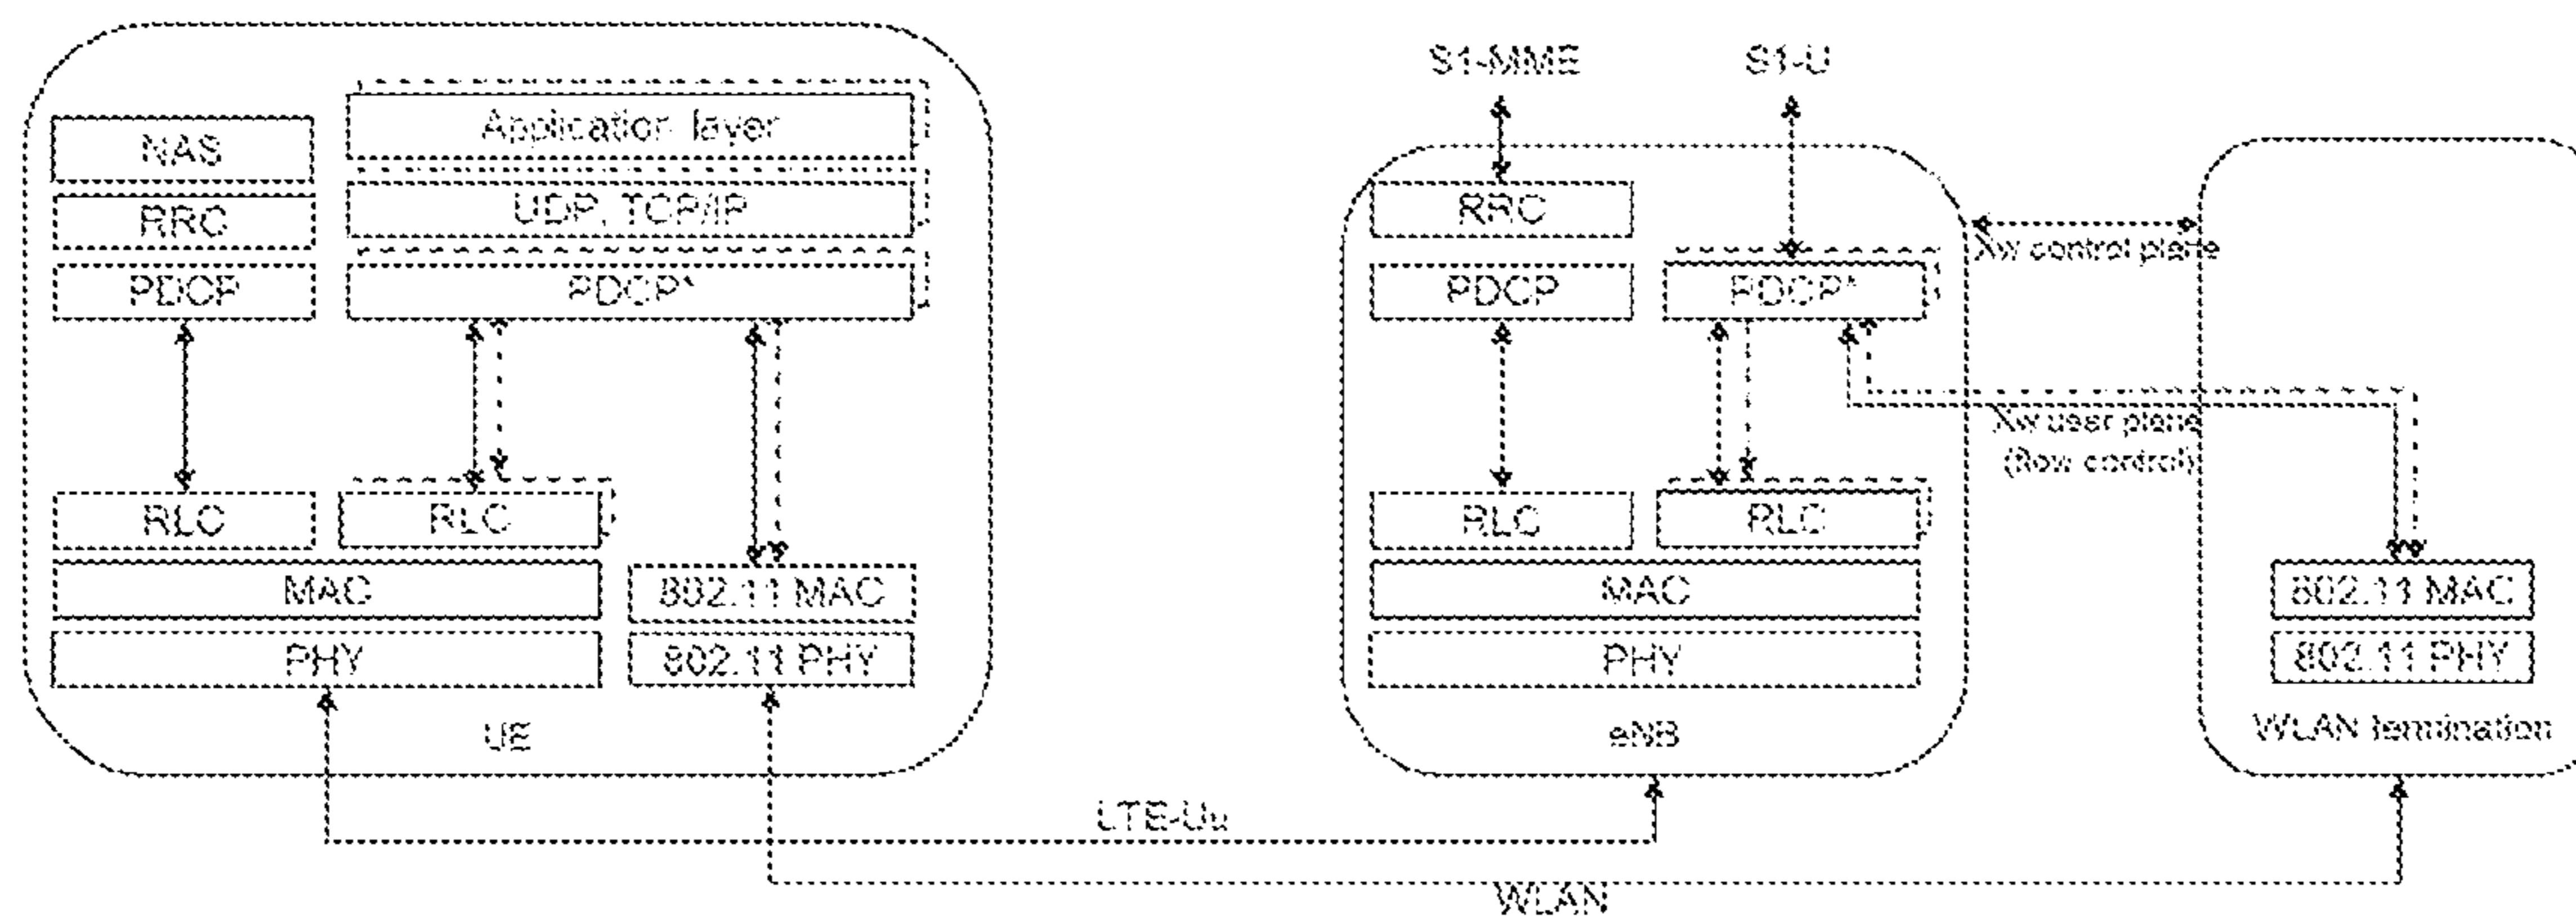 NAS
RRC
PDCP
Application layer
UDP, TCP/IP
PDCP*
RLC
RLC
MAC
PHY
802.11 MAC
802.11 PHY
UE
S1-MME
S1-U
RRC
PDCP
PDCP*
RLC
RLC
MAC
PHY
eNB
Xw control plane
Xw user plane
(flow control)
802.11 MAC
802.11 PHY
WLAN termination
LTE-Uu
WLAN